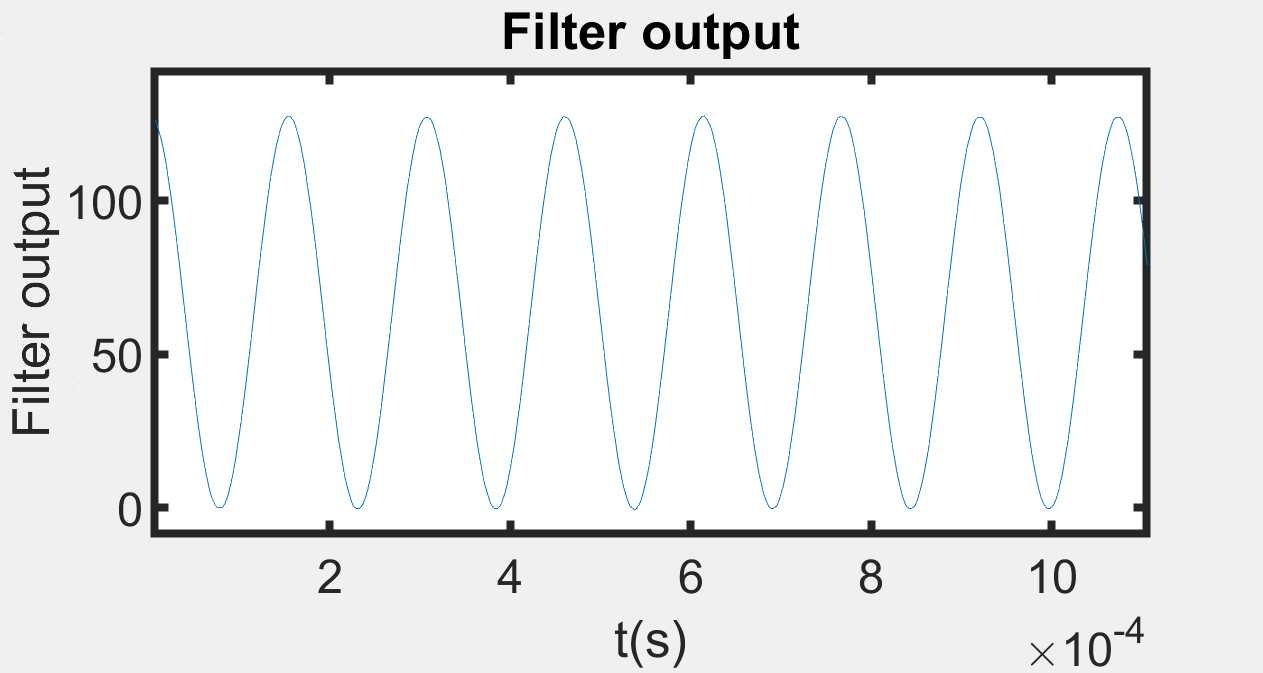 Filter output
Filter output
100
50
0
2 4 6 8 10
t(s)
×10⁻⁴